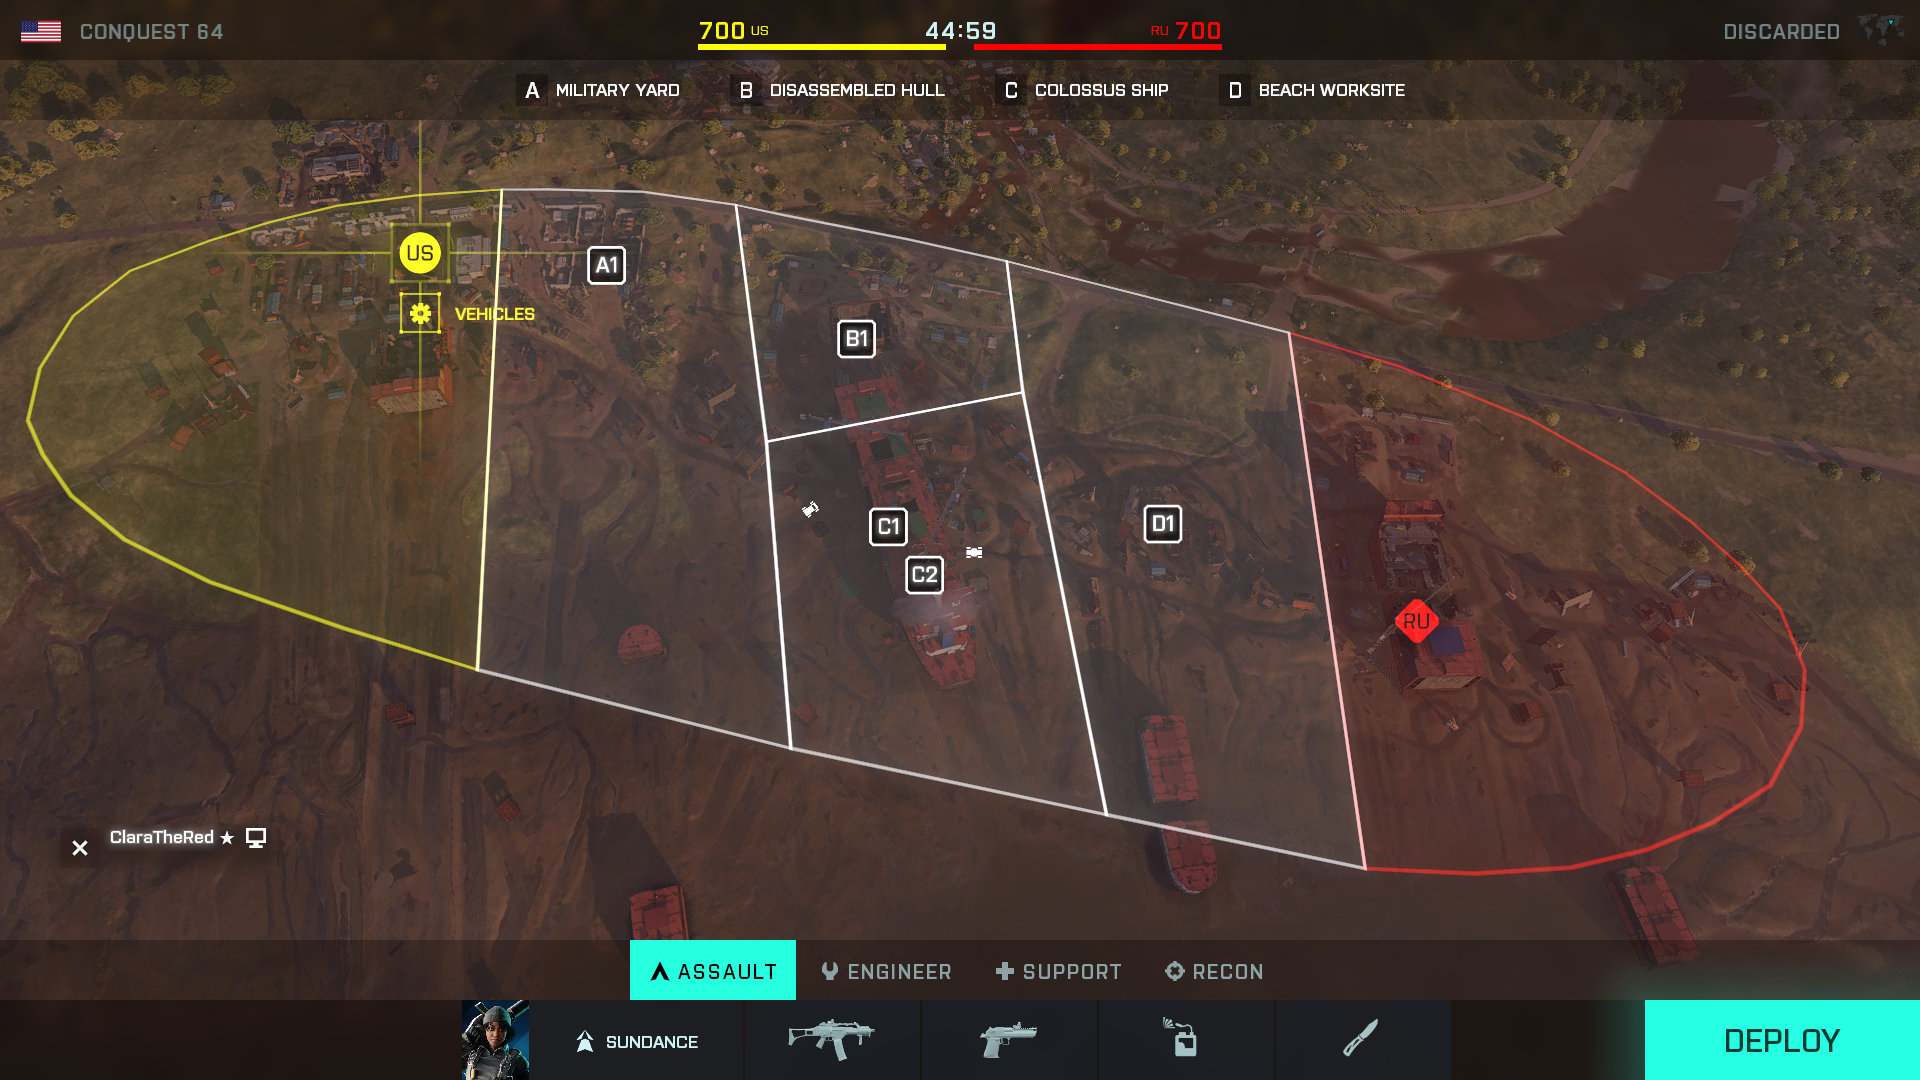 CONQUEST 64
700 US
44:59
RU 700
DISCARDED
A MILITARY YARD
B DISASSEMBLED HULL
C COLOSSUS SHIP
D BEACH WORKSITE
US
A1
VEHICLES
B1
C1
D1
C2
RU
ClaraTheRed
ASSAULT
ENGINEER
SUPPORT
RECON
SUNDANCE
DEPLOY